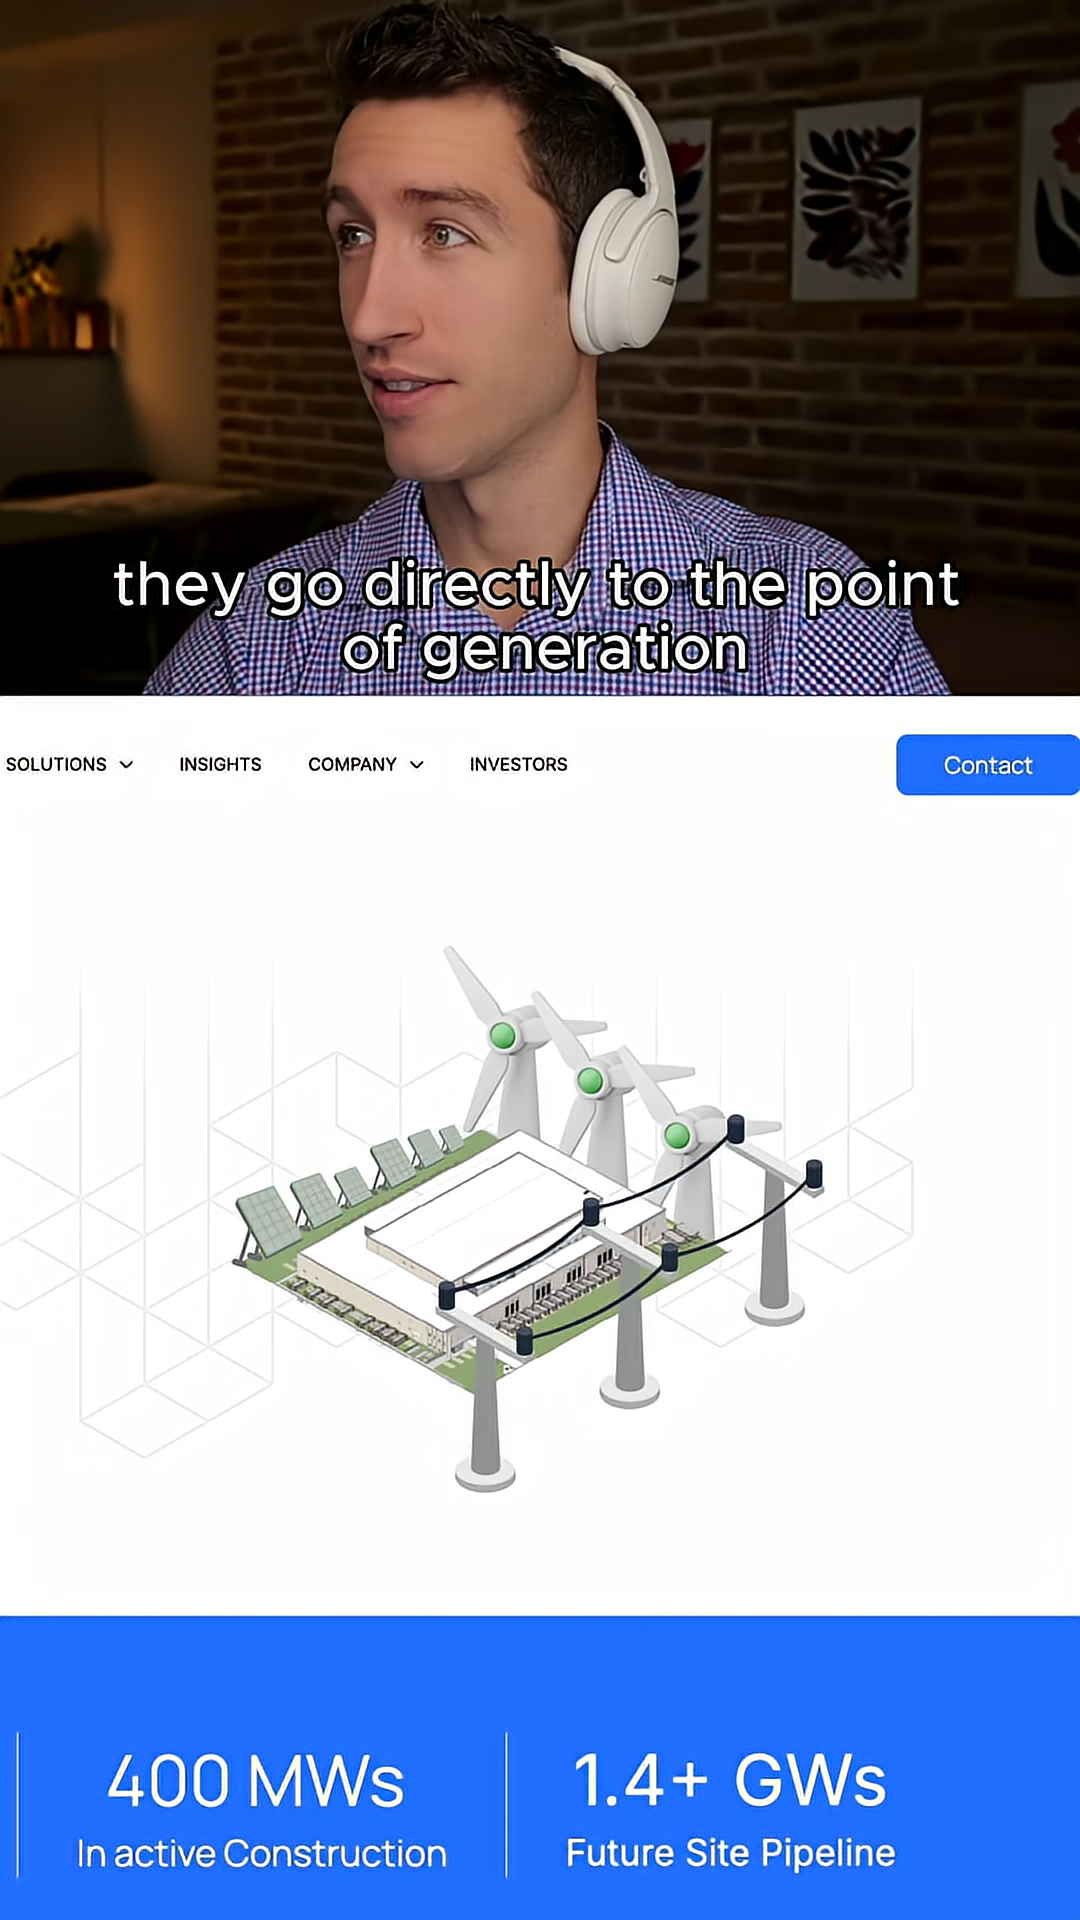 they go directly to the point
of generation
SOLUTIONS
INSIGHTS
COMPANY
INVESTORS
Contact
400 MWs
1.4+ GWs
In active Construction
Future Site Pipeline